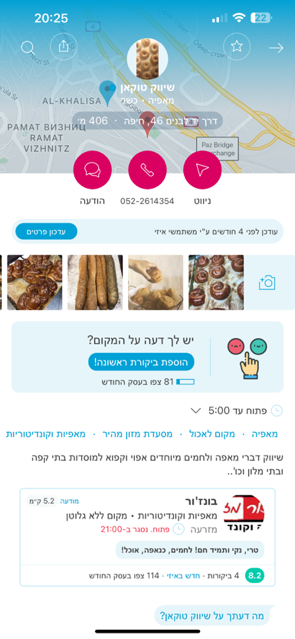 20:25
22
שיווק טוקאן
מאפיה • כשר
AL-KHALISA
דרך יד לבנים 46, חיפה • 406 מ'
РАМАТ ВИЗНИТЦ
RAMAT
VIZHNITZ
Paz Bridge
הודעה
052-2614354
ניווט
עודכן לפני 4 חודשים ע"י משתמשי איזי
עדכון פרטים
יש לך דעה על המקום?
הוספת ביקורת ראשונה!
81 צפו בעסק החודש
פתוח עד 5:00
מאפיה • מקום לאכול • מסעדת מזון מהיר • מאפיות וקונדיטוריות
שיווק דברי מאפה ולחמים מיוחדים אפוי וקפוא למוסדות בתי קפה
ובתי מלון וכו'..
בונז'ור
מודעה
5.2 ק"מ
מאפיות וקונדיטוריות • מקום ללא גלוטן
מזרעה
פתוח. נסגר ב-21:00
טרי, נקי ותמיד חם! לחמים, כנאפה, אוכל!
8.2
4 ביקורות • חדש באיזי • 114 צפו בעסק החודש
מה דעתך על שיווק טוקאן?